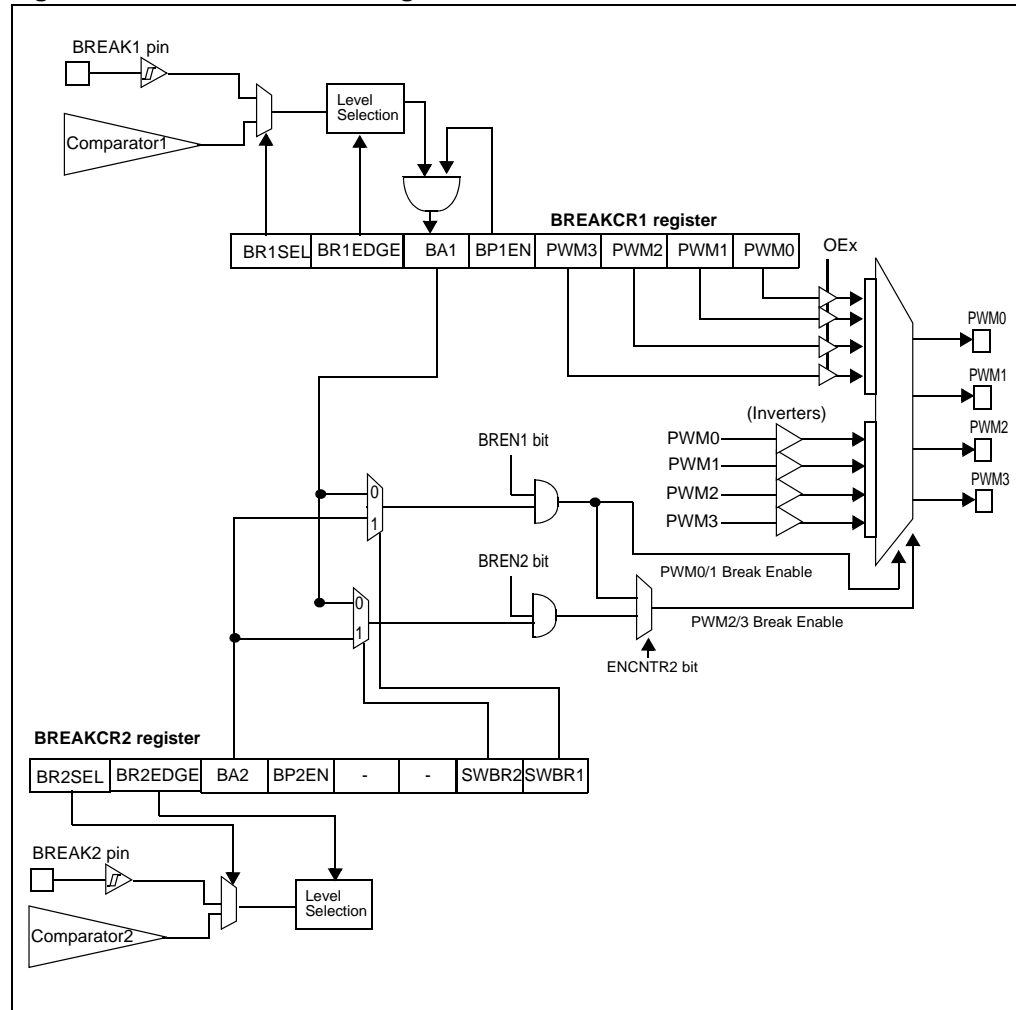 BREAK1 pin
Level
Selection
Comparator1
BREAKCR1 register
BR1SEL BR1EDGE BA1 BP1EN PWM3 PWM2 PWM1 PWM0
OEx
PWM0
PWM1
PWM2
PWM3
(Inverters)
PWM0
PWM1
PWM2
PWM3
BREN1 bit
0
1
PWM0/1 Break Enable
BREN2 bit
0
1
PWM2/3 Break Enable
ENCNTR2 bit
BREAKCR2 register
BR2SEL BR2EDGE BA2 BP2EN - - SWBR2 SWBR1
BREAK2 pin
Level
Selection
Comparator2